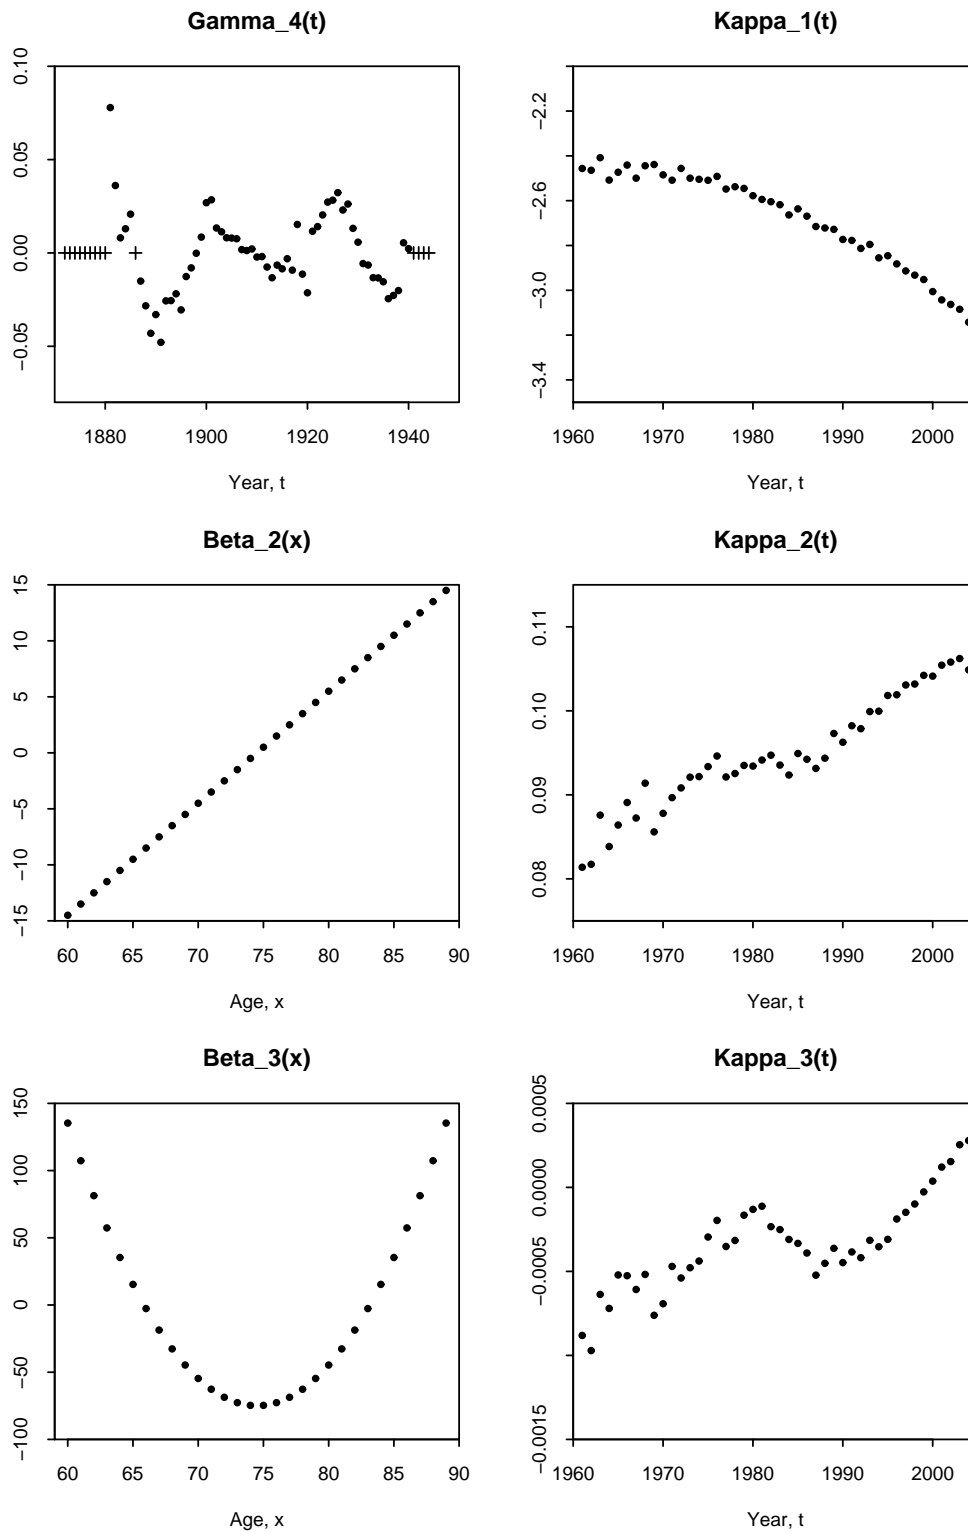 Gamma_4(t)
0.10
0.05
0.00
−0.05
1880 1900 1920 1940
Year, t
Kappa_1(t)
−2.2
−2.6
−3.0
−3.4
1960 1970 1980 1990 2000
Year, t
Beta_2(x)
15
10
5
0
−5
−10
−15
60 65 70 75 80 85 90
Age, x
Kappa_2(t)
0.11
0.10
0.09
0.08
1960 1970 1980 1990 2000
Year, t
Beta_3(x)
150
100
50
0
−50
−100
60 65 70 75 80 85 90
Age, x
Kappa_3(t)
0.0005
0.0000
−0.0005
−0.0015
1960 1970 1980 1990 2000
Year, t